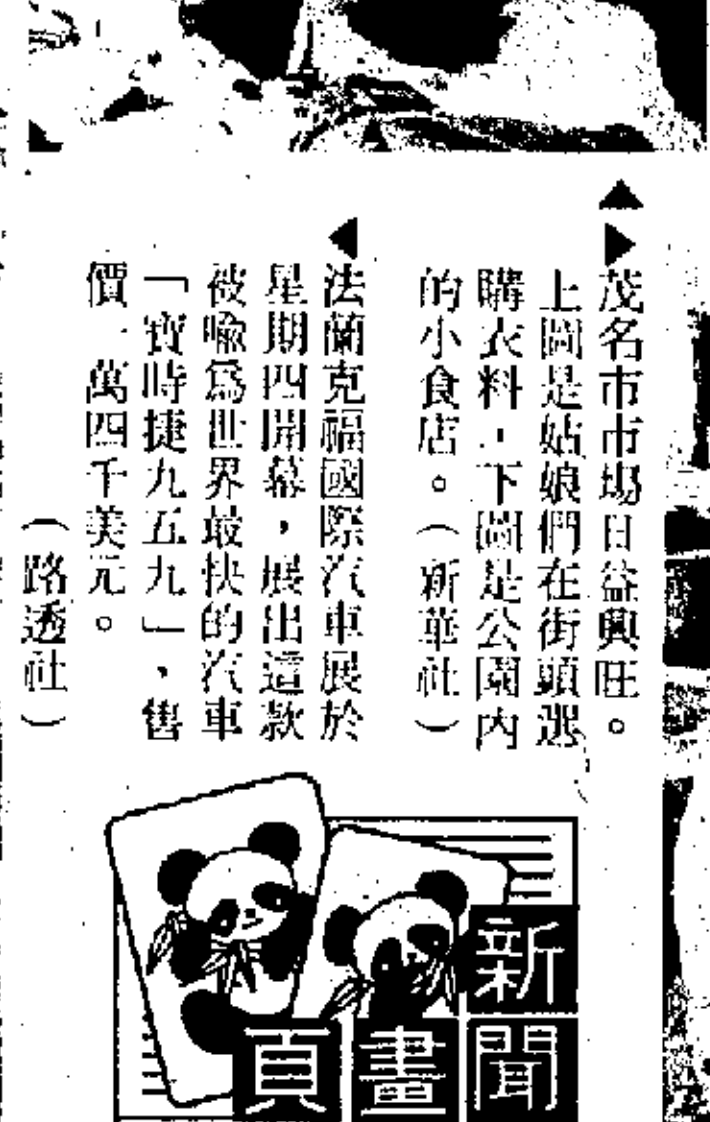 茂名市市場日益興旺。
上圖是姑娘們在街頭選
購衣料，下圖是公園內
的小食店。（新華社）
法蘭克福國際汽車展於
星期四開幕，展出這款
被喩爲世界最快的汽車
「寶時捷九五九」，售
價一萬四千美元。
（路透社）
新聞
畫頁